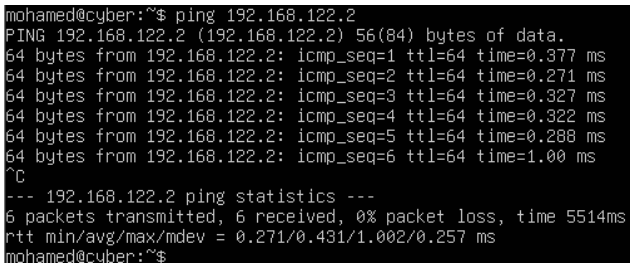 mohamed@cyber:~$ ping 192.168.122.2
PING 192.168.122.2 (192.168.122.2) 56(84) bytes of data.
64 bytes from 192.168.122.2: icmp_seq=1 ttl=64 time=0.377 ms
64 bytes from 192.168.122.2: icmp_seq=2 ttl=64 time=0.271 ms
64 bytes from 192.168.122.2: icmp_seq=3 ttl=64 time=0.327 ms
64 bytes from 192.168.122.2: icmp_seq=4 ttl=64 time=0.322 ms
64 bytes from 192.168.122.2: icmp_seq=5 ttl=64 time=0.288 ms
64 bytes from 192.168.122.2: icmp_seq=6 ttl=64 time=1.00 ms
^C
--- 192.168.122.2 ping statistics ---
6 packets transmitted, 6 received, 0% packet loss, time 5514ms
rtt min/avg/max/mdev = 0.271/0.431/1.002/0.257 ms
mohamed@cyber:~$